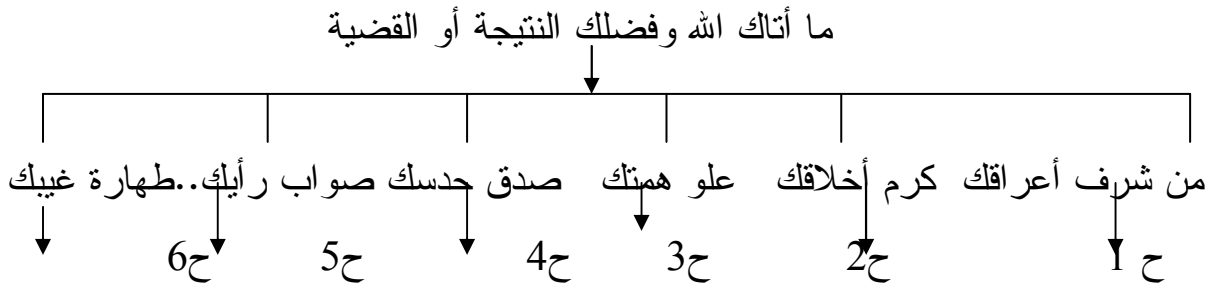 ما أتاك الله وفضلك النتيجة أو القضية
من شرف أعراقك كرم أخلاقك علو همتك صدق حدسك صواب رأيك..طهارة غيبك
ح 1 ح2 ح3 ح4 ح5 ح6